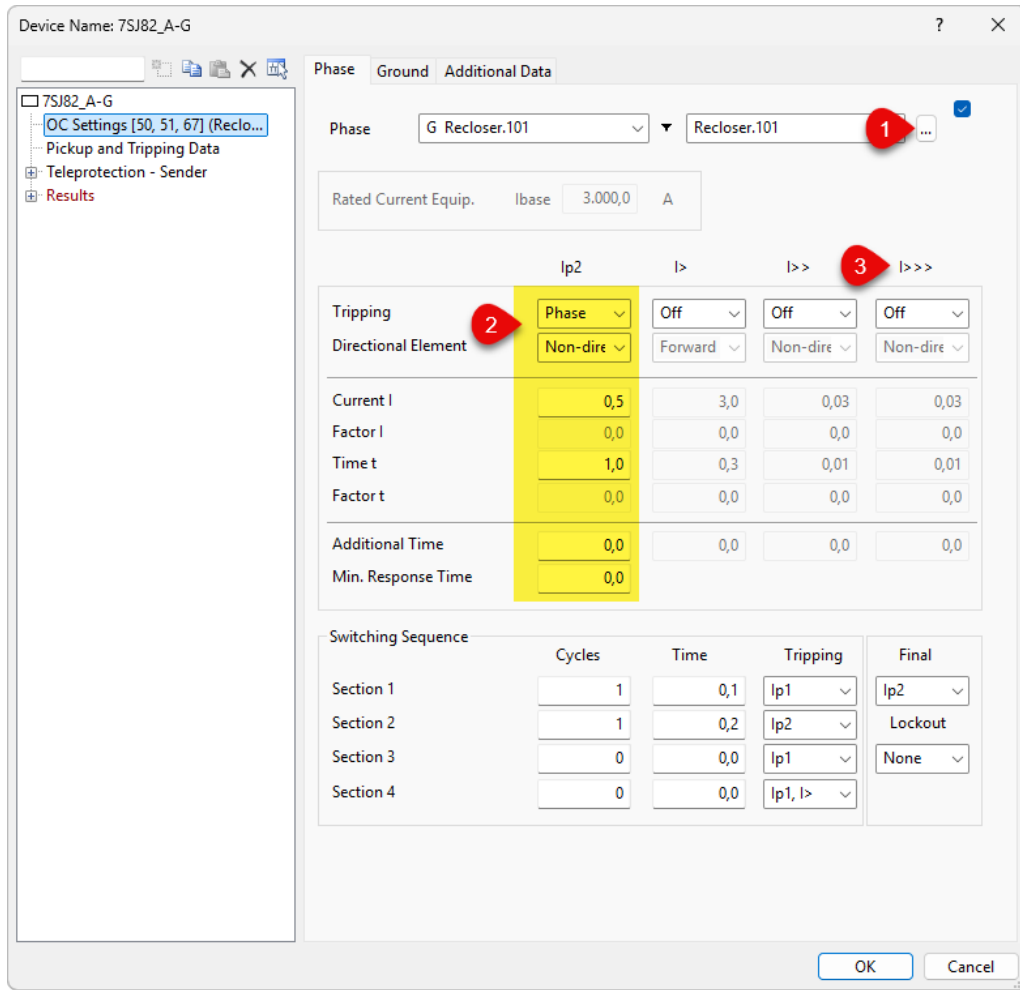 Device Name: 7SJ82_A-G ?
7SJ82_A-G
OC Settings [50, 51, 67] (Reclo...
Pickup and Tripping Data
Teleprotection - Sender
Results
Phase Ground Additional Data
Phase G Recloser.101 Recloser.101 1 ...
Rated Current Equip. Ibase 3.000,0 A
Ip2 I> I>> 3 I>>>
Tripping 2 Phase Off Off Off
Directional Element Non-dire Forward Non-dire Non-dire
Current I 0,5 3,0 0,03 0,03
Factor I 0,0 0,0 0,0 0,0
Time t 1,0 0,3 0,01 0,01
Factor t 0,0 0,0 0,0 0,0
Additional Time 0,0 0,0 0,0 0,0
Min. Response Time 0,0
Switching Sequence
Cycles Time Tripping Final
Section 1 1 0,1 Ip1 Ip2
Section 2 1 0,2 Ip2 Lockout
Section 3 0 0,0 Ip1 None
Section 4 0 0,0 Ip1, I>
OK Cancel